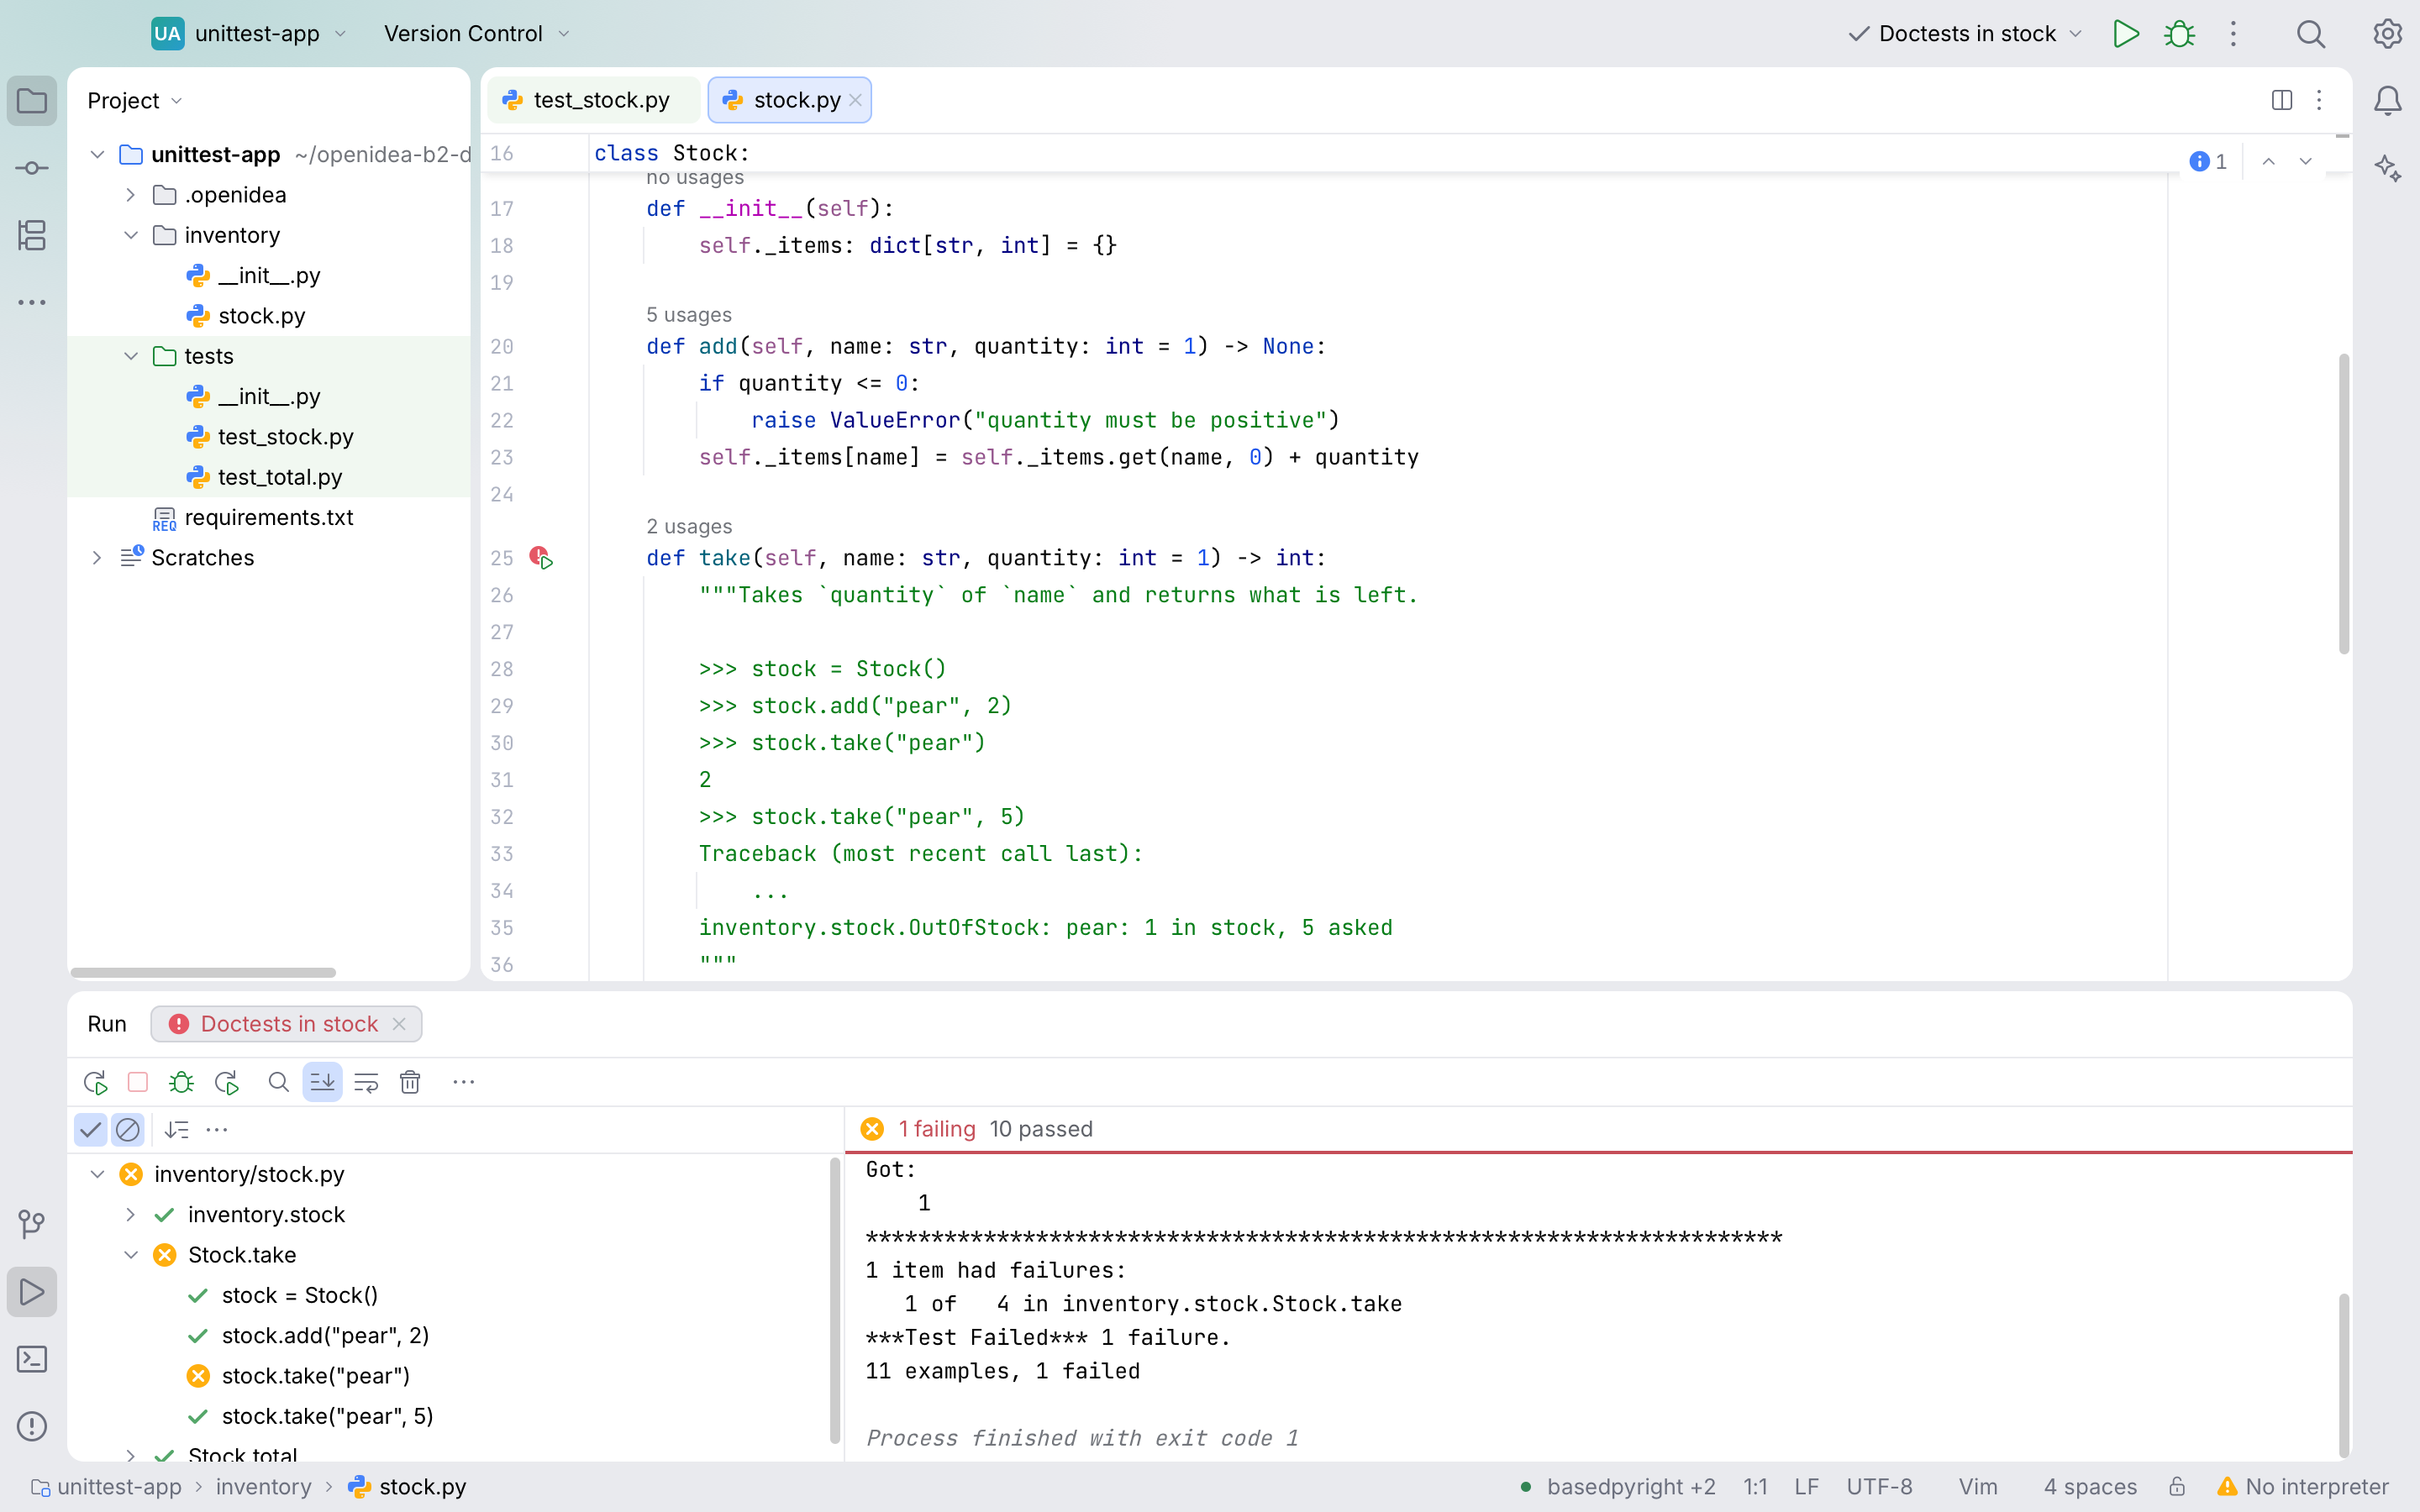 UA unittest-app Version Control Doctests in stock
Project
test_stock.py stock.py
unittest-app ~/openidea-b2-d
.openidea
inventory
__init__.py
stock.py
tests
__init__.py
test_stock.py
test_total.py
REQ requirements.txt
Scratches
1
16 class Stock:
no usages
17 def __init__(self):
18 self._items: dict[str, int] = {}
19
5 usages
20 def add(self, name: str, quantity: int = 1) -> None:
21 if quantity <= 0:
22 raise ValueError("quantity must be positive")
23 self._items[name] = self._items.get(name, 0) + quantity
24
2 usages
25 def take(self, name: str, quantity: int = 1) -> int:
26 """Takes `quantity` of `name` and returns what is left.
27
28 >>> stock = Stock()
29 >>> stock.add("pear", 2)
30 >>> stock.take("pear")
31 2
32 >>> stock.take("pear", 5)
33 Traceback (most recent call last):
34 ...
35 inventory.stock.OutOfStock: pear: 1 in stock, 5 asked
36 """
Run Doctests in stock
inventory/stock.py
inventory.stock
Stock.take
stock = Stock()
stock.add("pear", 2)
stock.take("pear")
stock.take("pear", 5)
Stock.total
1 failing 10 passed
Got:
1
**********************************************************************
1 item had failures:
1 of 4 in inventory.stock.Stock.take
***Test Failed*** 1 failure.
11 examples, 1 failed
Process finished with exit code 1
unittest-app inventory stock.py basedpyright +2 1:1 LF UTF-8 Vim 4 spaces No interpreter